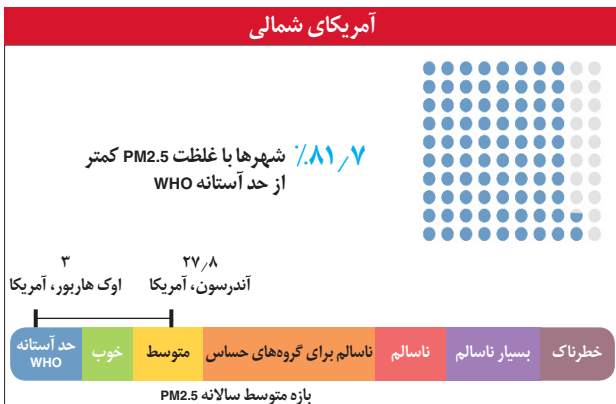 آمریکای شمالی
٪۸۱٫۷ شهرها با غلظت PM2.5 کمتر
از حد آستانه WHO
۲۷٫۸
آندرسون، آمریکا
۳
اوک هاربور، آمریکا
خطرناک
بسیار ناسالم
ناسالم
ناسالم برای گروه‌های حساس
متوسط
خوب
حد آستانه
WHO
بازه متوسط سالانه PM2.5